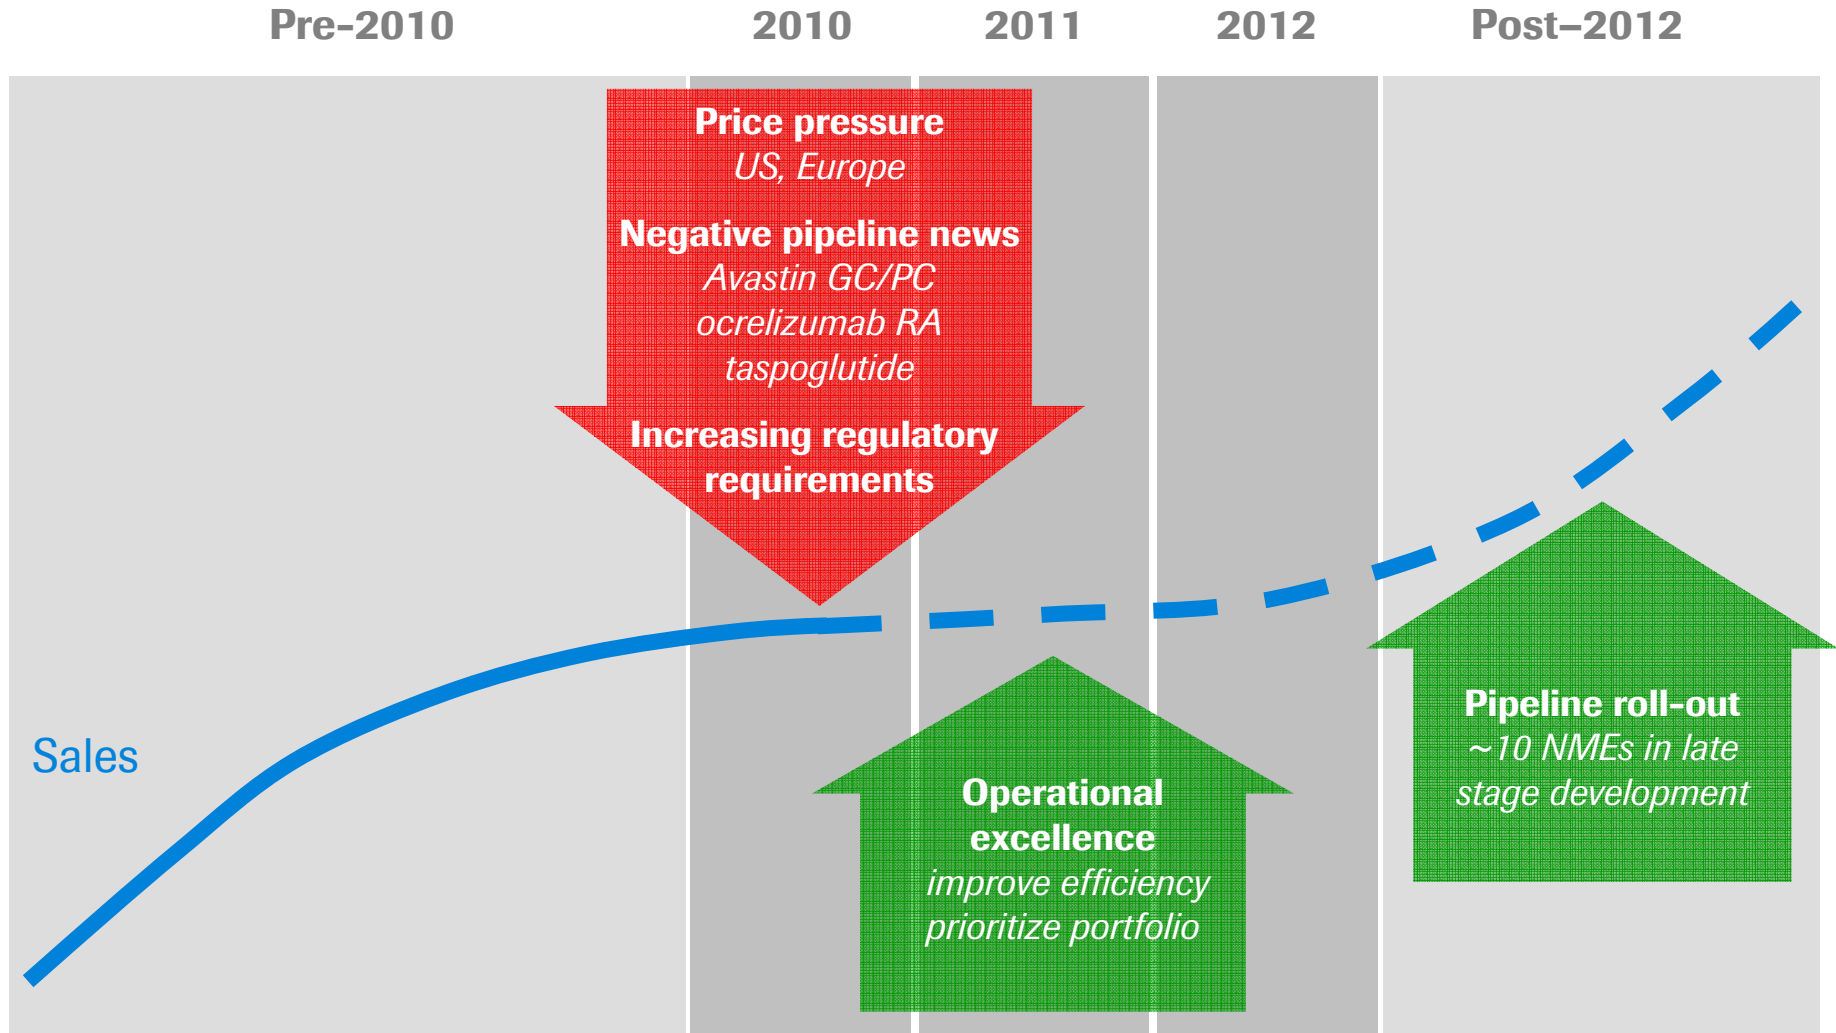 Pre-2010
2010
2011
2012
Post–2012
Price pressure
US, Europe
Negative pipeline news
Avastin GC/PC
ocrelizumab RA
taspoglutide
Increasing regulatory
requirements
Sales
Operational
excellence
improve efficiency
prioritize portfolio
Pipeline roll-out
~10 NMEs in late
stage development